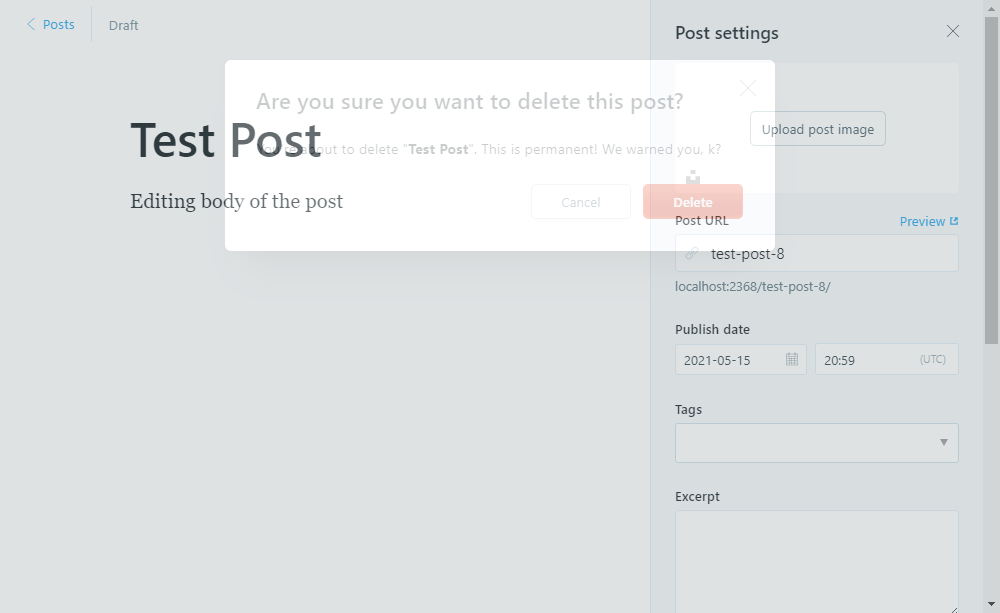 Posts
Draft
Post settings
Are you sure you want to delete this post?
Upload post image
Test Post
You're about to delete "Test Post". This is permanent! We warned you, k?
Editing body of the post
Cancel
Delete
Post URL
Preview
test-post-8
localhost:2368/test-post-8/
Publish date
2021-05-15
20:59
(UTC)
Tags
Excerpt